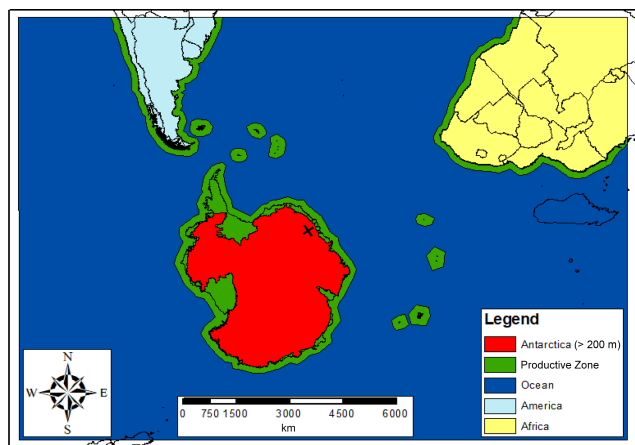 Legend
Antarctica (> 200 m)
Productive Zone
Ocean
America
Africa
N
W E
S
0 750 1500 3000 4500 6000
km